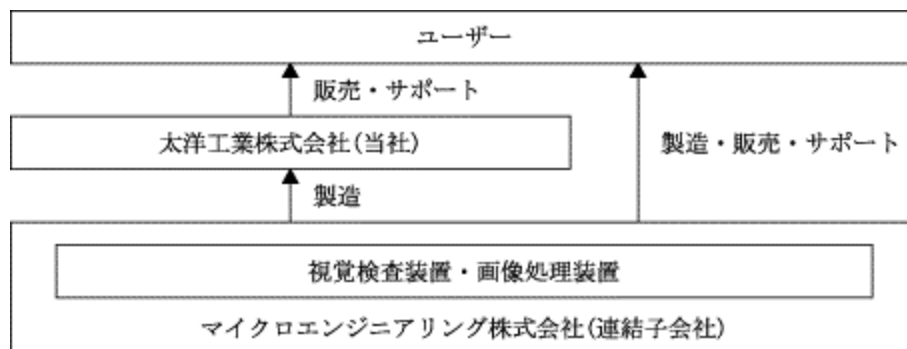 ユーザー
販売・サポート
太洋工業株式会社(当社)
製造・販売・サポート
製造
視覚検査装置・画像処理装置
マイクロエンジニアリング株式会社(連結子会社)